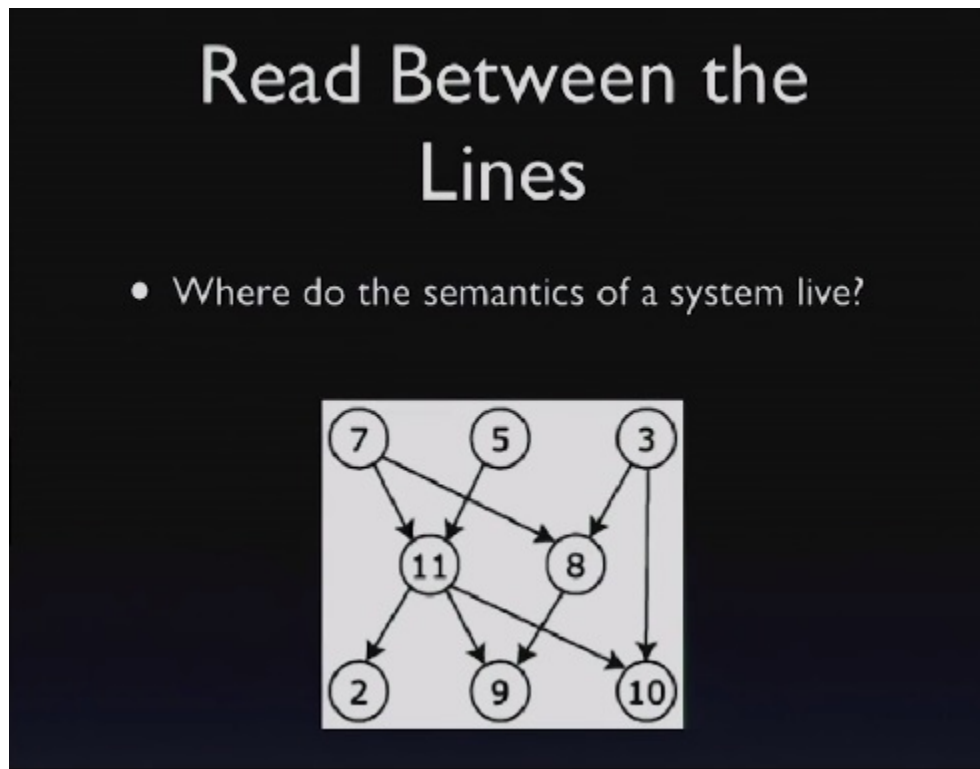 Read Between the
Lines
• Where do the semantics of a system live?
7 5 3
11 8
2 9 10